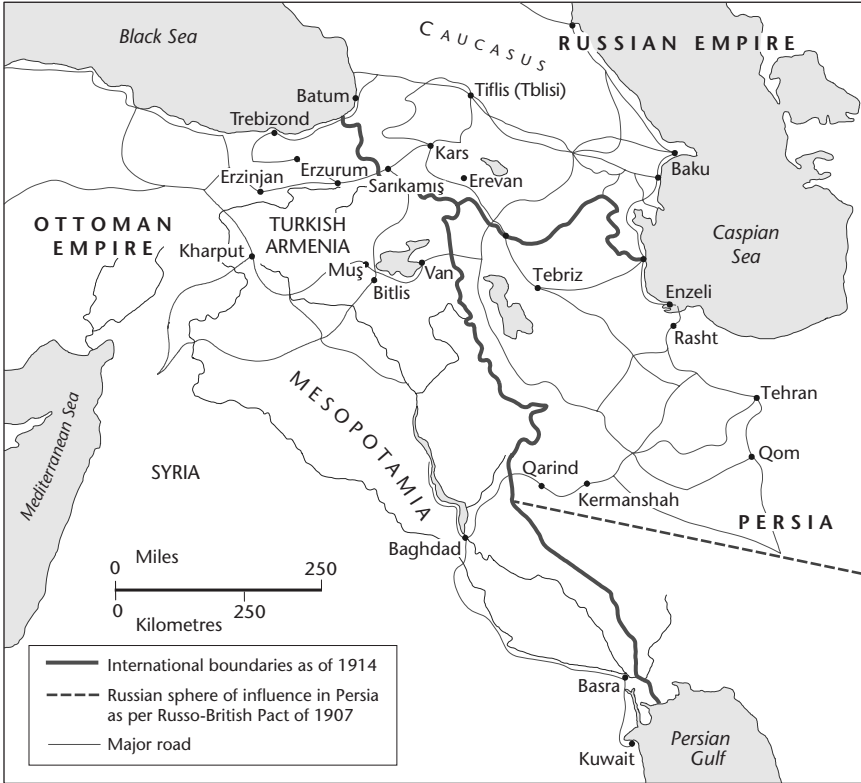 Black Sea
CAUCASUS
RUSSIAN EMPIRE
Batum
Tiflis (Tblisi)
Trebizond
Kars
Baku
Erzinjan
Erzurum
Sarıkamış
Erevan
OTTOMAN
EMPIRE
TURKISH
ARMENIA
Caspian
Sea
Kharput
Muş
Van
Bitlis
Tebriz
Enzeli
Rasht
Mediterranean Sea
MESOPOTAMIA
Tehran
SYRIA
Qarind
Qom
Kermanshah
PERSIA
Baghdad
0 Miles 250
0 250
Kilometres
International boundaries as of 1914
Russian sphere of influence in Persia
as per Russo-British Pact of 1907
Major road
Basra
Kuwait
Persian
Gulf